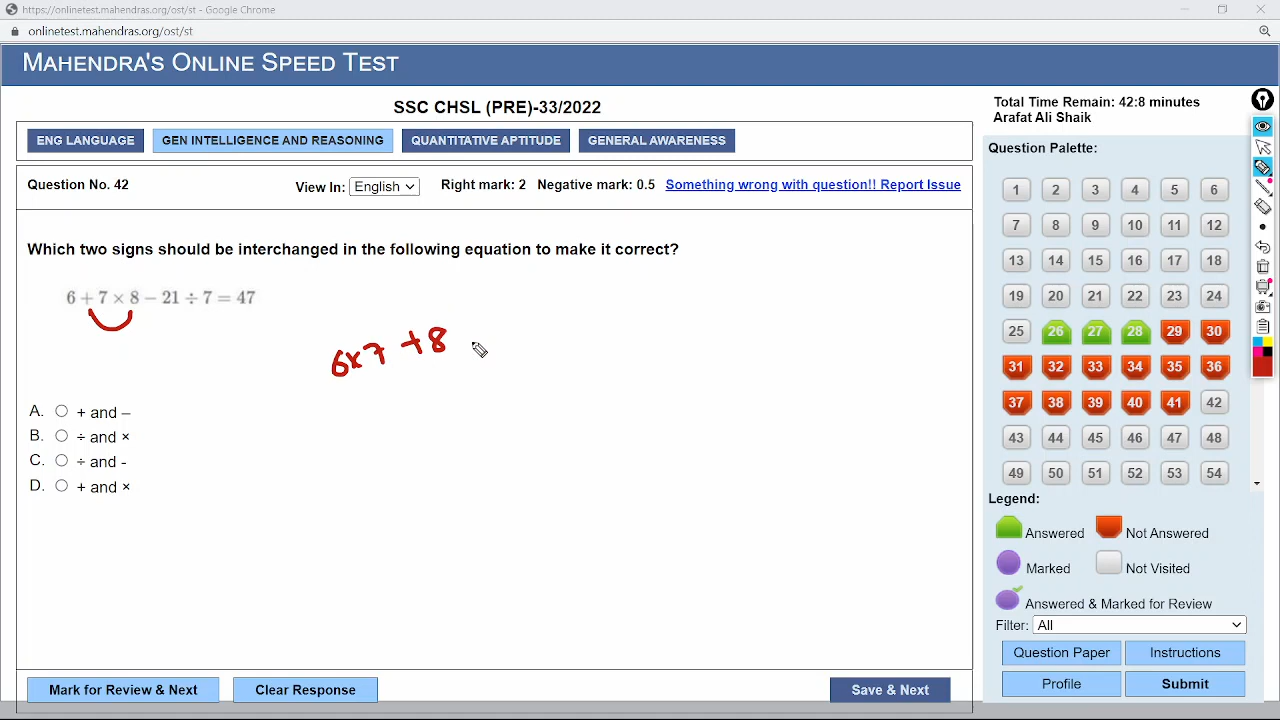 https://onlinetest.mahendras.org/ost/st - Google Chrome
onlinetest.mahendras.org/ost/st
MAHENDRA'S ONLINE SPEED TEST
SSC CHSL (PRE)-33/2022
ENG LANGUAGE GEN INTELLIGENCE AND REASONING QUANTITATIVE APTITUDE GENERAL AWARENESS
Question No. 42 View In: English Right mark: 2 Negative mark: 0.5 Something wrong with question!! Report Issue
Which two signs should be interchanged in the following equation to make it correct?
6 + 7 × 8 – 21 ÷ 7 = 47
6x7 +8
A. + and –
B. ÷ and ×
C. ÷ and -
D. + and ×
Mark for Review & Next Clear Response Save & Next
Total Time Remain: 42:8 minutes
Arafat Ali Shaik
Question Palette:
1 2 3 4 5 6
7 8 9 10 11 12
13 14 15 16 17 18
19 20 21 22 23 24
25 26 27 28 29 30
31 32 33 34 35 36
37 38 39 40 41 42
43 44 45 46 47 48
49 50 51 52 53 54
Legend:
Answered Not Answered
Marked Not Visited
Answered & Marked for Review
Filter: All
Question Paper Instructions
Profile Submit